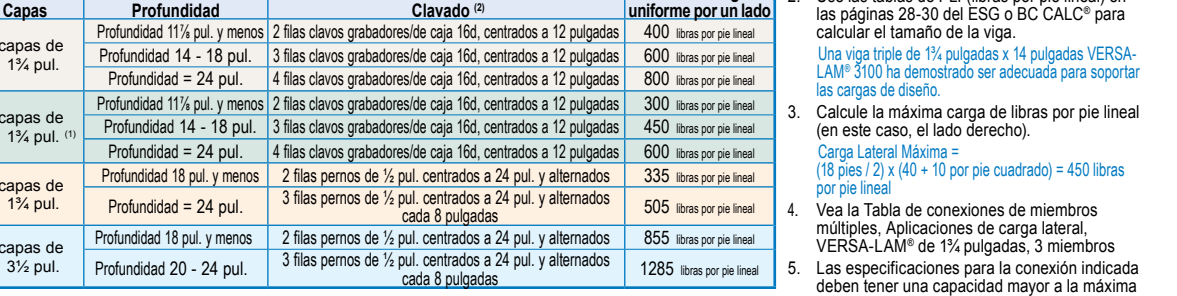 Capas Profundidad Clavado (2) uniforme por un lado
capas de 1¾ pul.
Profundidad 11⅞ pul. y menos 2 filas clavos grabadores/de caja 16d, centrados a 12 pulgadas 400 libras por pie lineal
Profundidad 14 - 18 pul. 3 filas clavos grabadores/de caja 16d, centrados a 12 pulgadas 600 libras por pie lineal
Profundidad = 24 pul. 4 filas clavos grabadores/de caja 16d, centrados a 12 pulgadas 800 libras por pie lineal
capas de 1¾ pul. (1)
Profundidad 11⅞ pul. y menos 2 filas clavos grabadores/de caja 16d, centrados a 12 pulgadas 300 libras por pie lineal
Profundidad 14 - 18 pul. 3 filas clavos grabadores/de caja 16d, centrados a 12 pulgadas 450 libras por pie lineal
Profundidad = 24 pul. 4 filas clavos grabadores/de caja 16d, centrados a 12 pulgadas 600 libras por pie lineal
capas de 1¾ pul.
Profundidad 18 pul. y menos 2 filas pernos de ½ pul. centrados a 24 pul. y alternados 335 libras por pie lineal
Profundidad = 24 pul. 3 filas pernos de ½ pul. centrados a 24 pul. y alternados cada 8 pulgadas 505 libras por pie lineal
capas de 3½ pul.
Profundidad 18 pul. y menos 2 filas pernos de ½ pul. centrados a 24 pul. y alternados 855 libras por pie lineal
Profundidad 20 - 24 pul. 3 filas pernos de ½ pul. centrados a 24 pul. y alternados cada 8 pulgadas 1285 libras por pie lineal
las páginas 28-30 del ESG o BC CALC® para
calcular el tamaño de la viga.
Una viga triple de 1¾ pulgadas x 14 pulgadas VERSA-
LAM® 3100 ha demostrado ser adecuada para soportar
las cargas de diseño.
3. Calcule la máxima carga de libras por pie lineal
(en este caso, el lado derecho).
Carga Lateral Máxima =
(18 pies / 2) x (40 + 10 por pie cuadrado) = 450 libras
por pie lineal
4. Vea la Tabla de conexiones de miembros
múltiples, Aplicaciones de carga lateral,
VERSA-LAM® de 1¾ pulgadas, 3 miembros
5. Las especificaciones para la conexión indicada
deben tener una capacidad mayor a la máxima